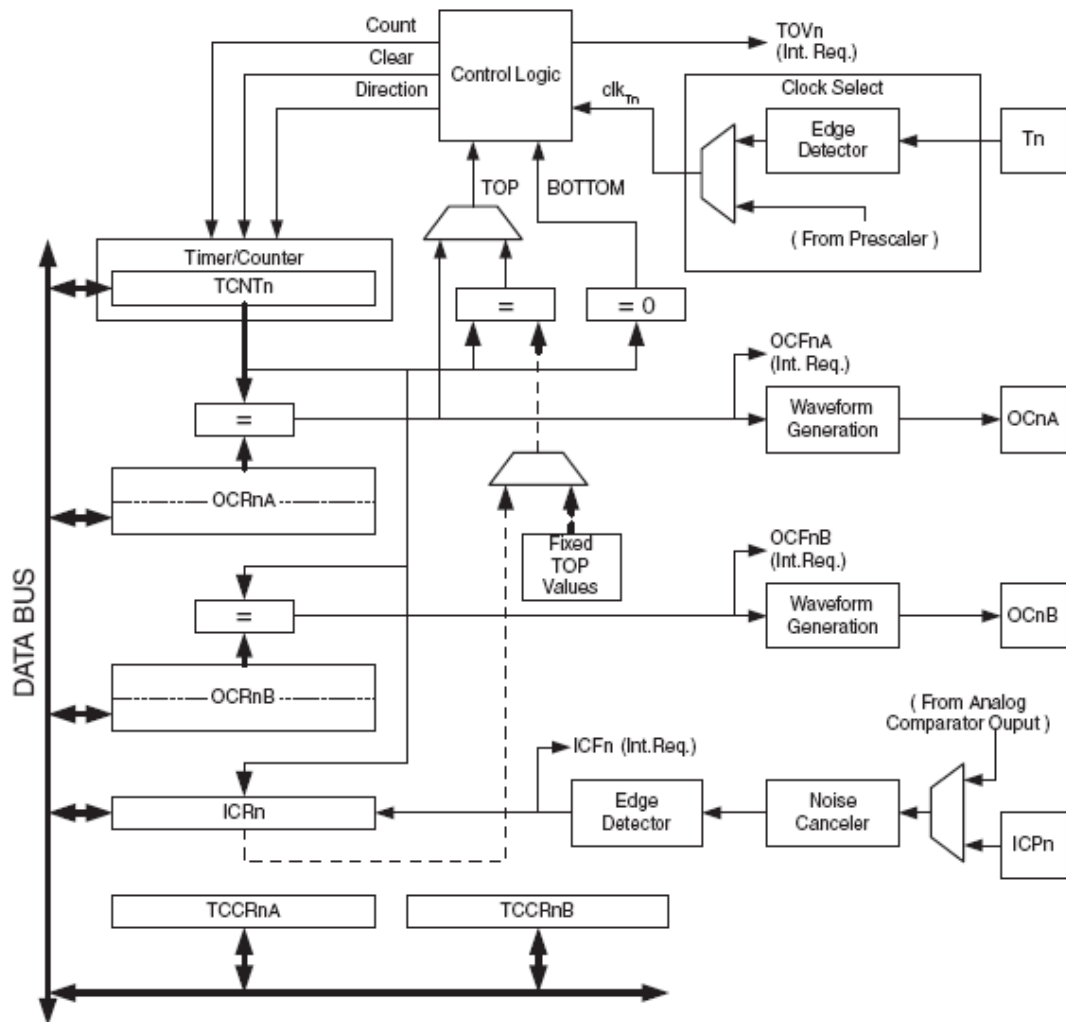 Count
Clear
Direction
Control Logic
TOVn
(Int. Req.)
clk Tn
Clock Select
Edge
Detector
Tn
( From Prescaler )
TOP
BOTTOM
Timer/Counter
TCNTn
=
= 0
OCFnA
(Int. Req.)
=
Waveform
Generation
OCnA
OCRnA
Fixed
TOP
Values
OCFnB
(Int.Req.)
=
Waveform
Generation
OCnB
OCRnB
DATA BUS
( From Analog
Comparator Ouput )
ICFn (Int.Req.)
ICRn
Edge
Detector
Noise
Canceler
ICPn
TCCRnA
TCCRnB